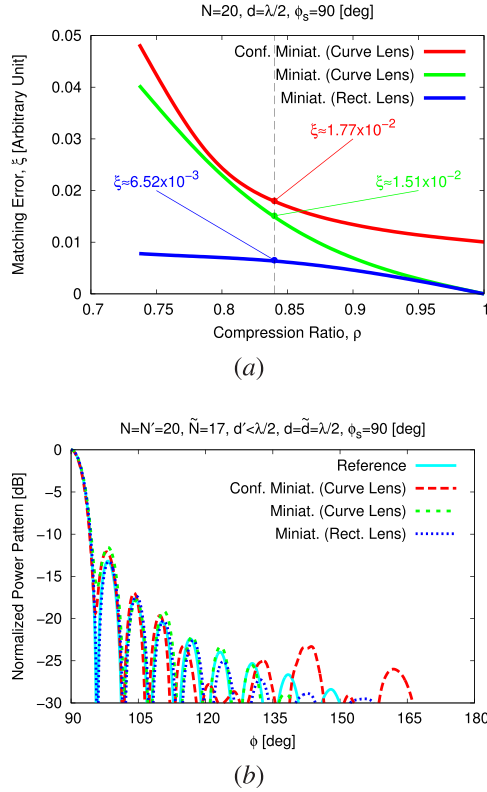 N=20, d=λ/2, ϕs=90 [deg]
0.05
0.04
0.03
0.02
0.01
0
Matching Error, ξ [Arbitrary Unit]
Conf. Miniat. (Curve Lens)
Miniat. (Curve Lens)
Miniat. (Rect. Lens)
ξ≈1.77x10⁻²
ξ≈6.52x10⁻³
ξ≈1.51x10⁻²
0.7 0.75 0.8 0.85 0.9 0.95 1
Compression Ratio, ρ
(a)
N=N′=20, Ñ=17, d′<λ/2, d=d̃=λ/2, ϕs=90 [deg]
0
−5
−10
−15
−20
−25
−30
Normalized Power Pattern [dB]
Reference
Conf. Miniat. (Curve Lens)
Miniat. (Curve Lens)
Miniat. (Rect. Lens)
90 105 120 135 150 165 180
ϕ [deg]
(b)